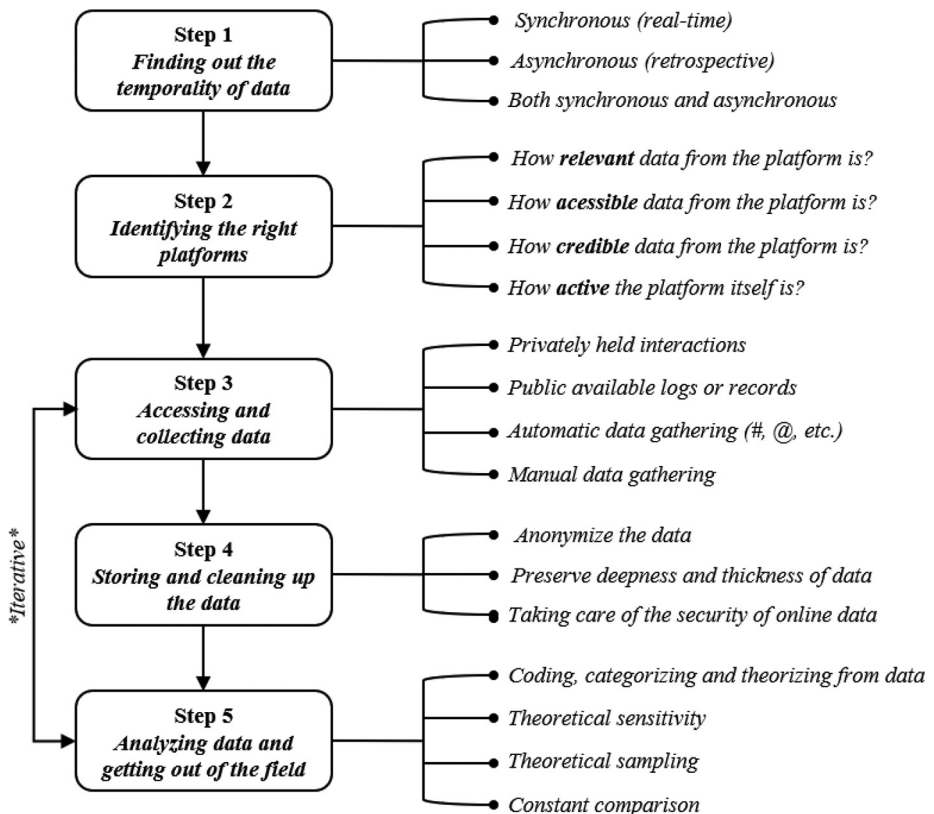 Step 1
Finding out the
temporality of data
Synchronous (real-time)
Asynchronous (retrospective)
Both synchronous and asynchronous
Step 2
Identifying the right
platforms
How relevant data from the platform is?
How acessible data from the platform is?
How credible data from the platform is?
How active the platform itself is?
Step 3
Accessing and
collecting data
Privately held interactions
Public available logs or records
Automatic data gathering (#, @, etc.)
Manual data gathering
*Iterative*
Step 4
Storing and cleaning up
the data
Anonymize the data
Preserve deepness and thickness of data
Taking care of the security of online data
Step 5
Analyzing data and
getting out of the field
Coding, categorizing and theorizing from data
Theoretical sensitivity
Theoretical sampling
Constant comparison